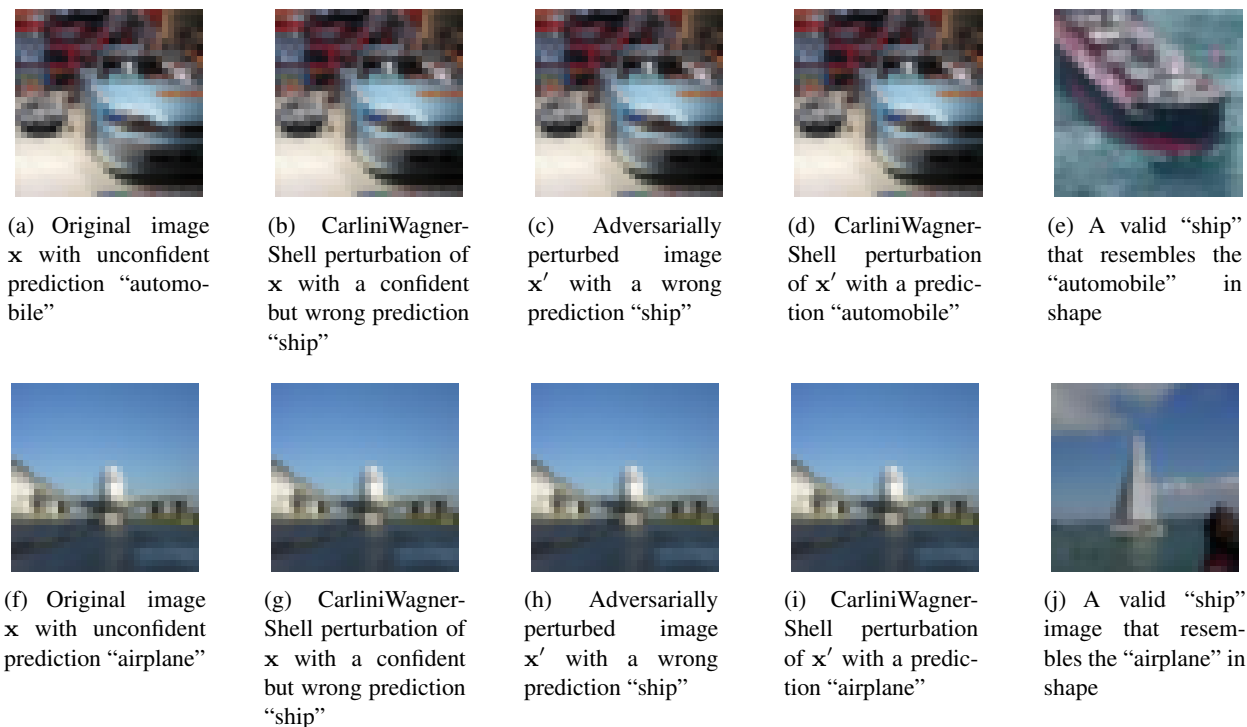 (a) Original image
x with unconfident
prediction “automo-
bile”
(b) CarliniWagner-
Shell perturbation of
x with a confident
but wrong prediction
“ship”
(c) Adversarially
perturbed image
x′ with a wrong
prediction “ship”
(d) CarliniWagner-
Shell perturbation
of x′ with a predic-
tion “automobile”
(e) A valid “ship”
that resembles the
“automobile” in
shape
(f) Original image
x with unconfident
prediction “airplane”
(g) CarliniWagner-
Shell perturbation of
x with a confident
but wrong prediction
“ship”
(h) Adversarially
perturbed image
x′ with a wrong
prediction “ship”
(i) CarliniWagner-
Shell perturbation
of x′ with a predic-
tion “airplane”
(j) A valid “ship”
image that resem-
bles the “airplane” in
shape